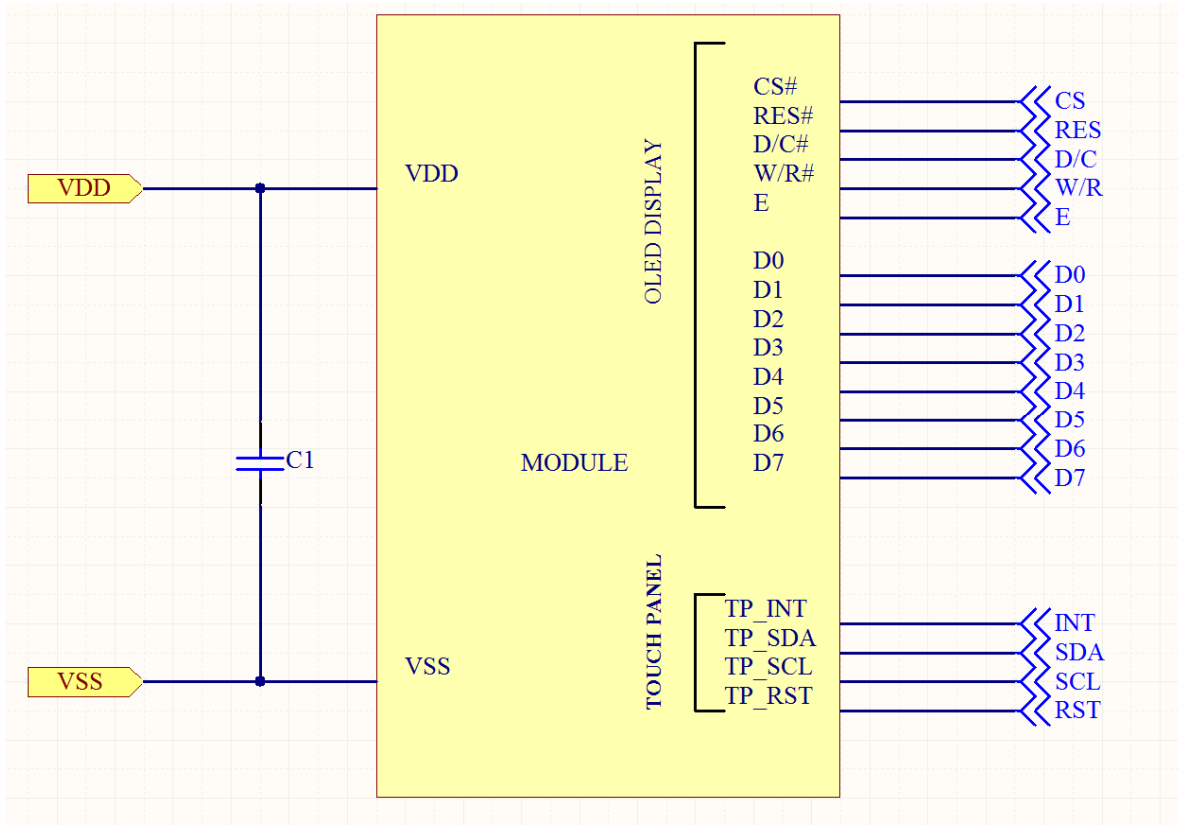 VDD
VSS
C1
VDD
VSS
MODULE
OLED DISPLAY
CS#
RES#
D/C#
W/R#
E
D0
D1
D2
D3
D4
D5
D6
D7
TOUCH PANEL
TP_INT
TP_SDA
TP_SCL
TP_RST
CS
RES
D/C
W/R
E
D0
D1
D2
D3
D4
D5
D6
D7
INT
SDA
SCL
RST